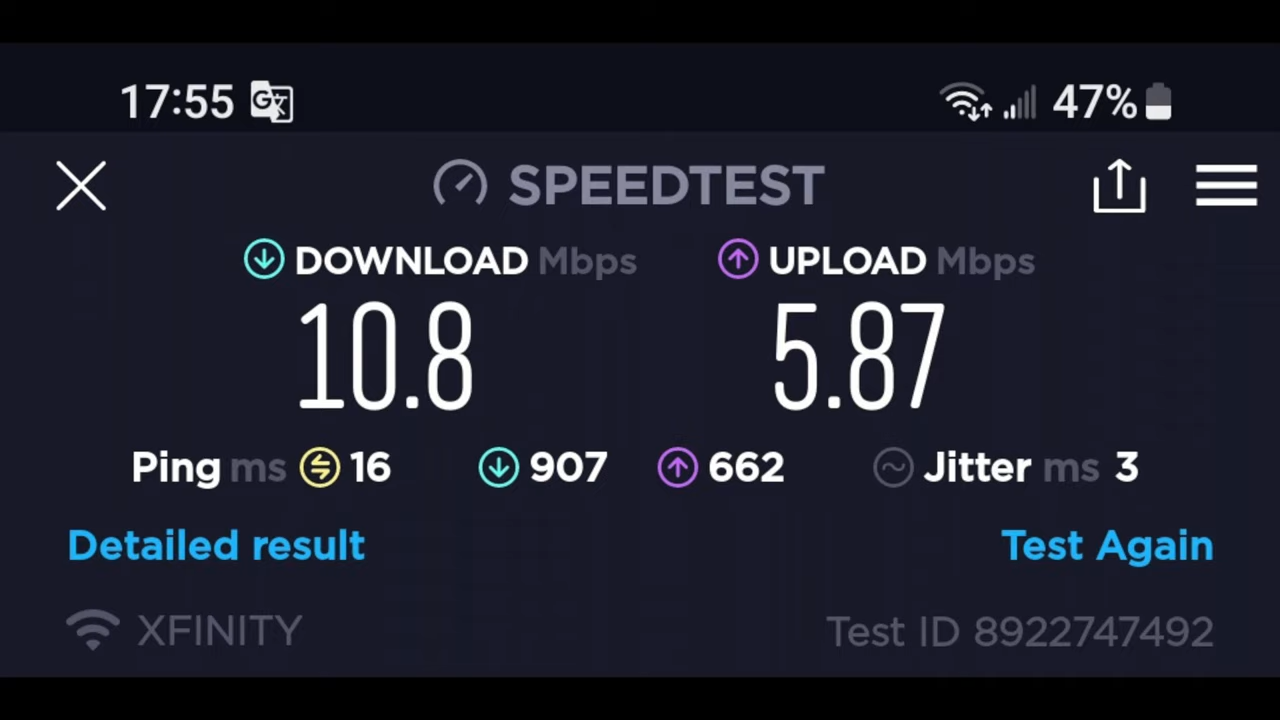 17:55 47%
SPEEDTEST
DOWNLOAD Mbps UPLOAD Mbps
10.8 5.87
Ping ms 16 907 662 Jitter ms 3
Detailed result Test Again
XFINITY Test ID 8922747492